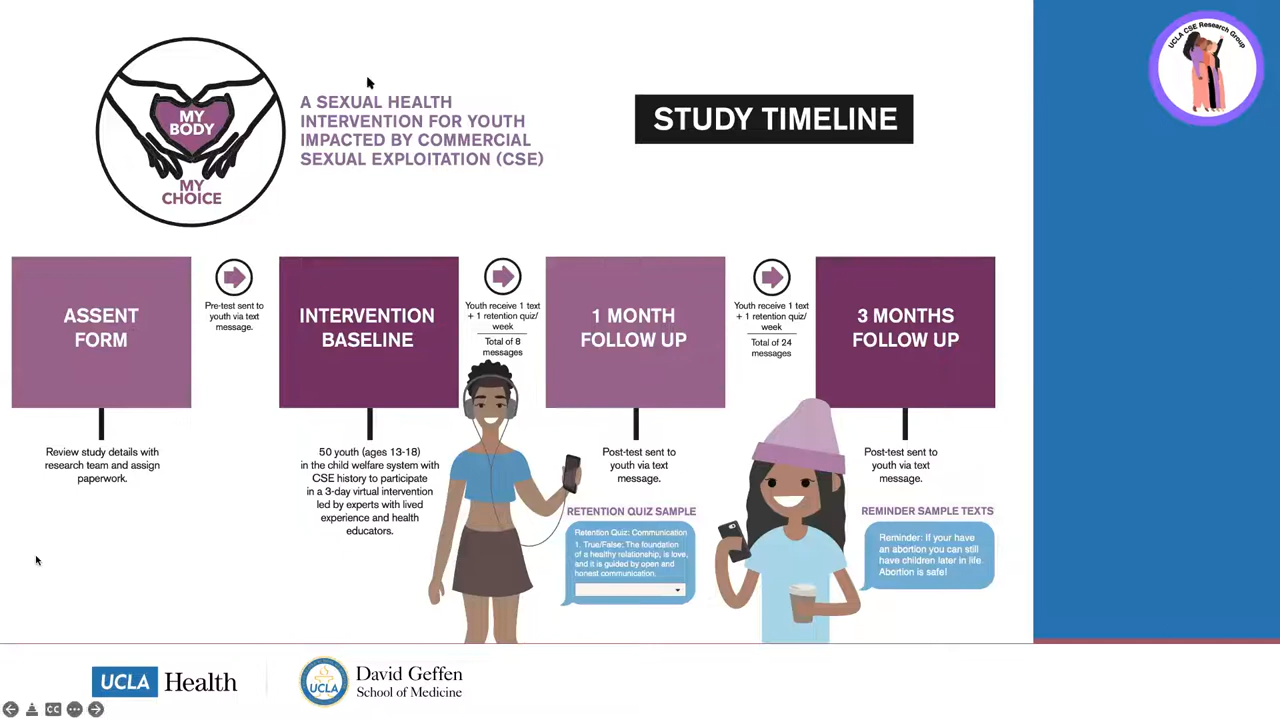 MY
BODY
MY
CHOICE
A SEXUAL HEALTH
INTERVENTION FOR YOUTH
IMPACTED BY COMMERCIAL
SEXUAL EXPLOITATION (CSE)
STUDY TIMELINE
UCLA CSE Research Group
ASSENT
FORM
Pre-test sent to
youth via text
message.
INTERVENTION
BASELINE
Youth receive 1 text
+ 1 retention quiz/
week
Total of 8
messages
1 MONTH
FOLLOW UP
Youth receive 1 text
+ 1 retention quiz/
week
Total of 24
messages
3 MONTHS
FOLLOW UP
Review study details with
research team and assign
paperwork.
50 youth (ages 13-18)
in the child welfare system with
CSE history to participate
in a 3-day virtual intervention
led by experts with lived
experience and health
educators.
Post-test sent to
youth via text
message.
RETENTION QUIZ SAMPLE
Retention Quiz: Communication
1. True/False: The foundation
of a healthy relationship, is love,
and it is guided by open and
honest communication.
Post-test sent to
youth via text
message.
REMINDER SAMPLE TEXTS
Reminder: If your have
an abortion you can still
have children later in life.
Abortion is safe!
UCLA Health
UCLA
David Geffen
School of Medicine
CC